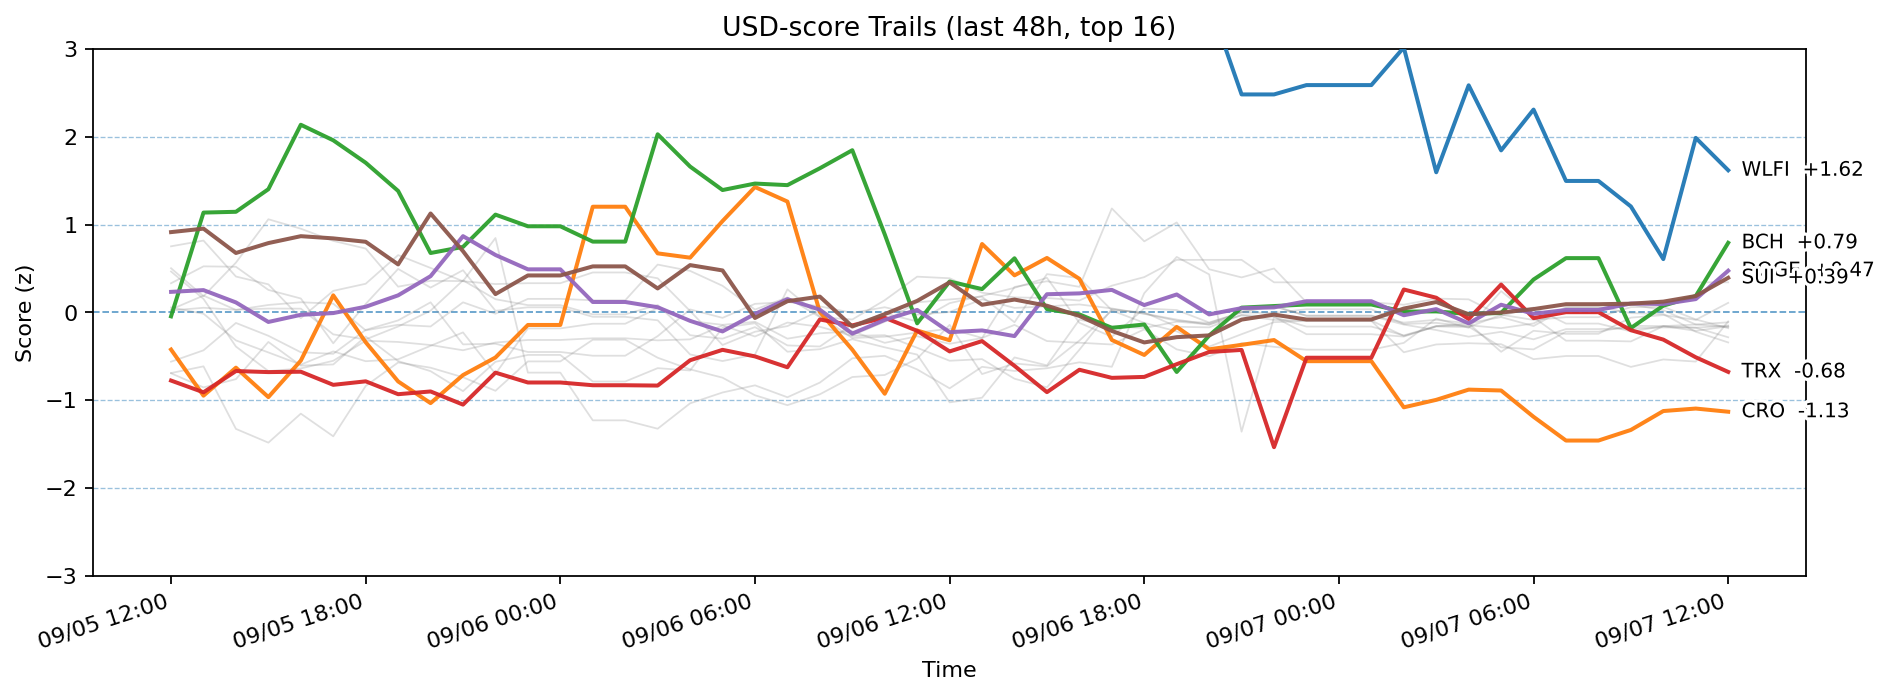 USD-score Trails (last 48h, top 16)
Score (z)
3
2
1
0
−1
−2
−3
WLFI +1.62
BCH +0.79
DOGE +0.47
SUI +0.39
TRX -0.68
CRO -1.13
09/05 12:00
09/05 18:00
09/06 00:00
09/06 06:00
09/06 12:00
09/06 18:00
09/07 00:00
09/07 06:00
09/07 12:00
Time